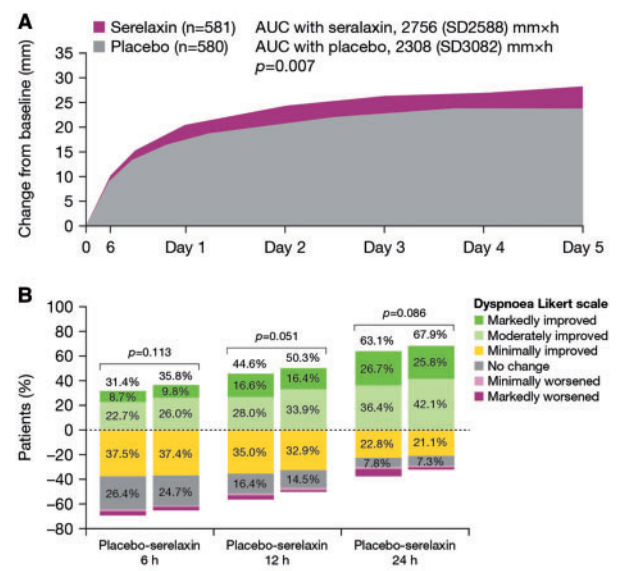 A
Serelaxin (n=581)
Placebo (n=580)
AUC with seralaxin, 2756 (SD2588) mm×h
AUC with placebo, 2308 (SD3082) mm×h
p=0.007
Change from baseline (mm)
35
30
25
20
15
10
5
0
0 6 Day 1 Day 2 Day 3 Day 4 Day 5
B
Patients (%)
100
80
60
40
20
0
−20
−40
−60
−80
p=0.113
31.4% 35.8%
8.7% 9.8%
22.7% 26.0%
37.5% 37.4%
26.4% 24.7%
Placebo-serelaxin
6 h
p=0.051
44.6% 50.3%
16.6% 16.4%
28.0% 33.9%
35.0% 32.9%
16.4% 14.5%
Placebo-serelaxin
12 h
p=0.086
63.1% 67.9%
26.7% 25.8%
36.4% 42.1%
22.8% 21.1%
7.8% 7.3%
Placebo-serelaxin
24 h
Dyspnoea Likert scale
Markedly improved
Moderately improved
Minimally improved
No change
Minimally worsened
Markedly worsened